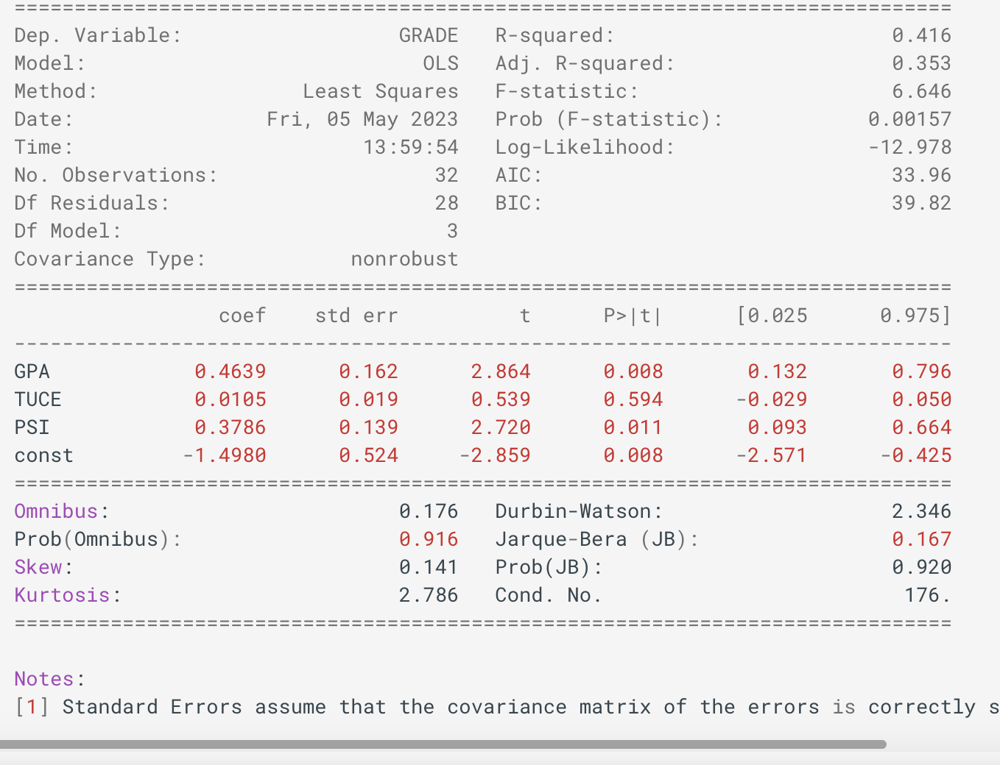 ==============================================================================
Dep. Variable:                  GRADE   R-squared:                       0.416
Model:                            OLS   Adj. R-squared:                  0.353
Method:                 Least Squares   F-statistic:                     6.646
Date:                Fri, 05 May 2023   Prob (F-statistic):            0.00157
Time:                        13:59:54   Log-Likelihood:                -12.978
No. Observations:                  32   AIC:                             33.96
Df Residuals:                      28   BIC:                             39.82
Df Model:                           3
Covariance Type:            nonrobust
==============================================================================
                 coef    std err          t      P>|t|      [0.025      0.975]
------------------------------------------------------------------------------
GPA            0.4639      0.162      2.864      0.008       0.132       0.796
TUCE           0.0105      0.019      0.539      0.594      -0.029       0.050
PSI            0.3786      0.139      2.720      0.011       0.093       0.664
const         -1.4980      0.524     -2.859      0.008      -2.571      -0.425
==============================================================================
Omnibus:                        0.176   Durbin-Watson:                   2.346
Prob(Omnibus):                  0.916   Jarque-Bera (JB):                0.167
Skew:                           0.141   Prob(JB):                        0.920
Kurtosis:                       2.786   Cond. No.                         176.
==============================================================================
Notes:
[1] Standard Errors assume that the covariance matrix of the errors is correctly s